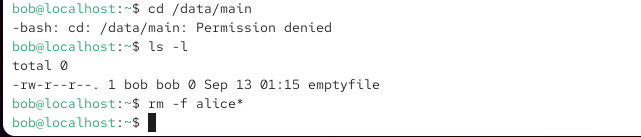 bob@localhost:~$ cd /data/main
-bash: cd: /data/main: Permission denied
bob@localhost:~$ ls -l
total 0
-rw-r--r--. 1 bob bob 0 Sep 13 01:15 emptyfile
bob@localhost:~$ rm -f alice*
bob@localhost:~$